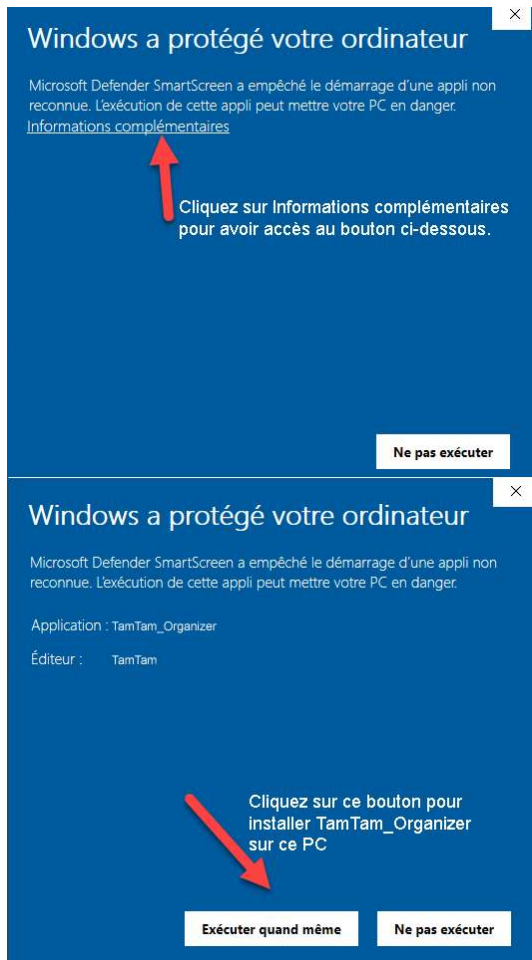 Windows a protégé votre ordinateur
Microsoft Defender SmartScreen a empêché le démarrage d'une appli non
reconnue. L'exécution de cette appli peut mettre votre PC en danger.
Informations complémentaires
Cliquez sur Informations complémentaires
pour avoir accès au bouton ci-dessous.
Ne pas exécuter
Windows a protégé votre ordinateur
Microsoft Defender SmartScreen a empêché le démarrage d'une appli non
reconnue. L'exécution de cette appli peut mettre votre PC en danger.
Application : TamTam_Organizer
Éditeur : TamTam
Cliquez sur ce bouton pour
installer TamTam_Organizer
sur ce PC
Exécuter quand même Ne pas exécuter